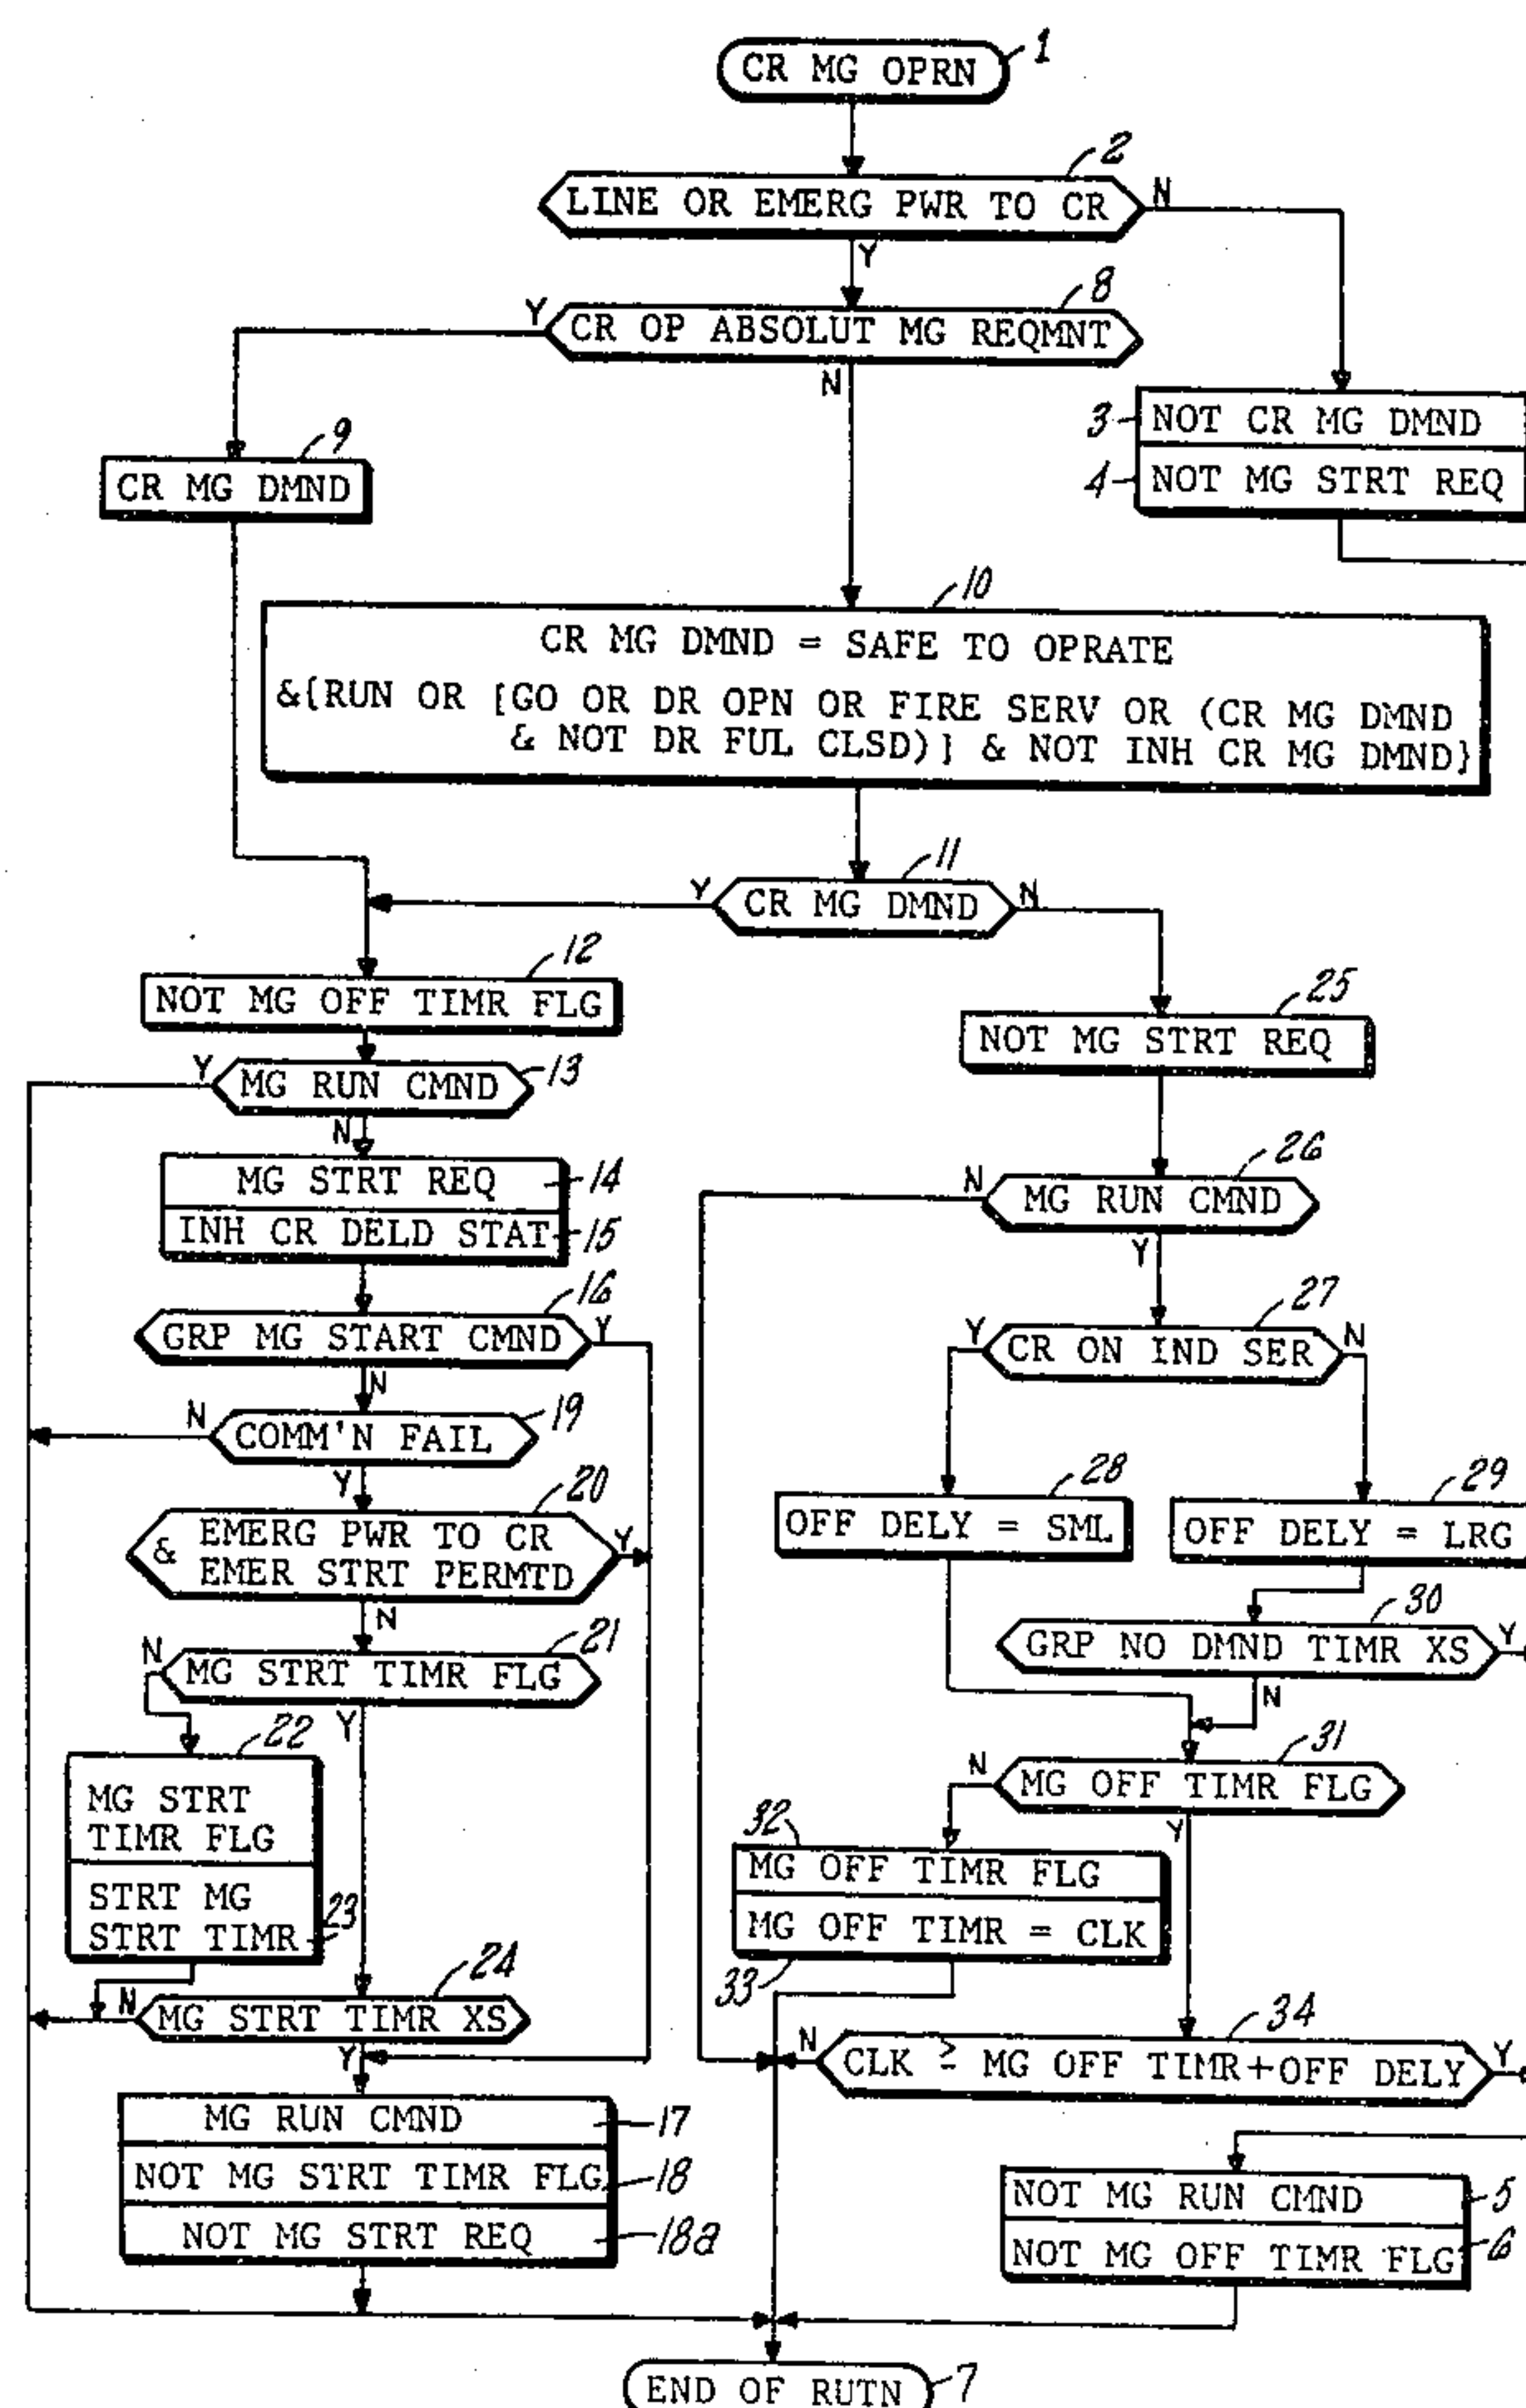 CR MG OPRN
1
2
LINE OR EMERG PWR TO CR
N
Y
8
Y
CR OP ABSOLUT MG REQMNT
N
3
NOT CR MG DMND
4
NOT MG STRT REQ
9
CR MG DMND
10
CR MG DMND = SAFE TO OPRATE
&{RUN OR [GO OR DR OPN OR FIRE SERV OR (CR MG DMND
& NOT DR FUL CLSD)] & NOT INH CR MG DMND}
11
Y
CR MG DMND
N
12
NOT MG OFF TIMR FLG
25
NOT MG STRT REQ
Y
MG RUN CMND
13
N
MG STRT REQ
14
INH CR DELD STAT
15
26
N
MG RUN CMND
Y
16
GRP MG START CMND
Y
N
27
Y
CR ON IND SER
N
N
COMM'N FAIL
19
Y
20
EMERG PWR TO CR
&
EMER STRT PERMTD
Y
N
28
OFF DELY = SML
29
OFF DELY = LRG
21
N
MG STRT TIMR FLG
Y
30
GRP NO DMND TIMR XS
Y
N
22
MG STRT
TIMR FLG
STRT MG
STRT TIMR
23
31
N
MG OFF TIMR FLG
Y
32
MG OFF TIMR FLG
MG OFF TIMR = CLK
33
24
N
MG STRT TIMR XS
Y
34
N
CLK ≥ MG OFF TIMR+OFF DELY
Y
MG RUN CMND
17
NOT MG STRT TIMR FLG
18
NOT MG STRT REQ
18a
NOT MG RUN CMND
5
NOT MG OFF TIMR FLG
6
END OF RUTN
7